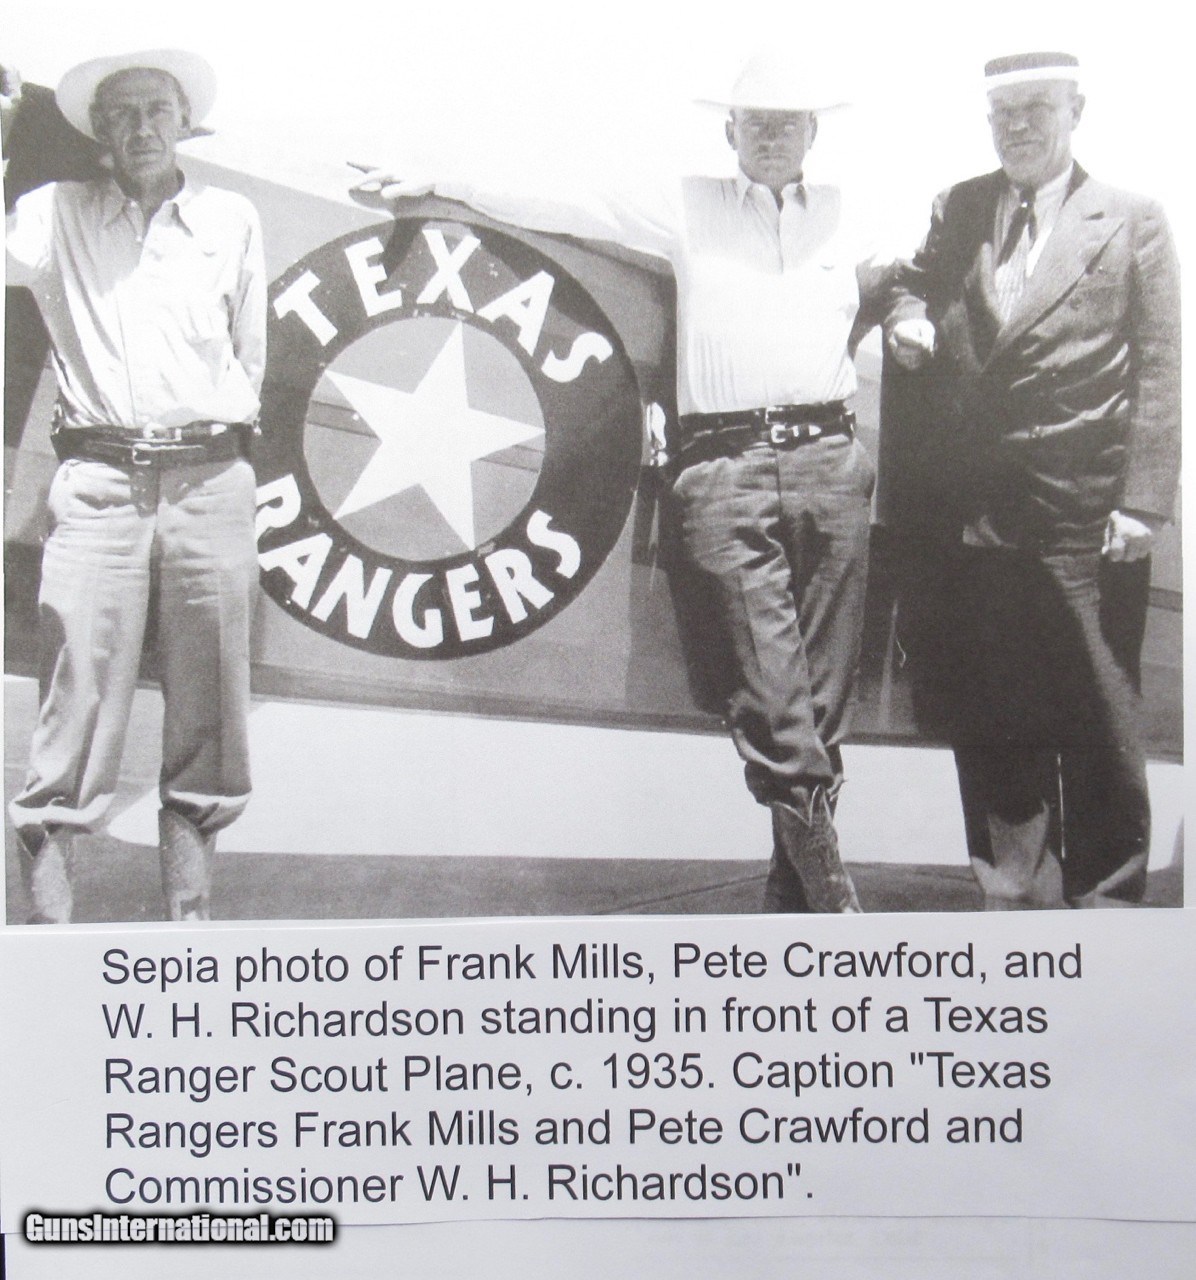 TEXAS
RANGERS
Sepia photo of Frank Mills, Pete Crawford, and
W. H. Richardson standing in front of a Texas
Ranger Scout Plane, c. 1935. Caption "Texas
Rangers Frank Mills and Pete Crawford and
Commissioner W. H. Richardson".
GunsInternational.com